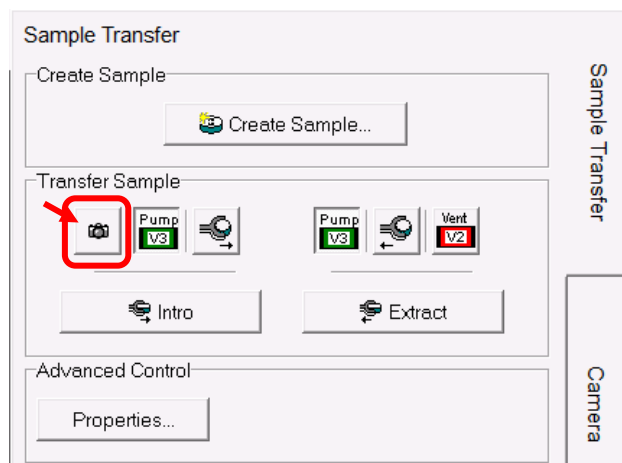 Sample Transfer
Create Sample
Create Sample...
Transfer Sample
Pump
V3
Pump
V3
Vent
V2
Intro
Extract
Advanced Control
Properties...
Sample Transfer
Camera